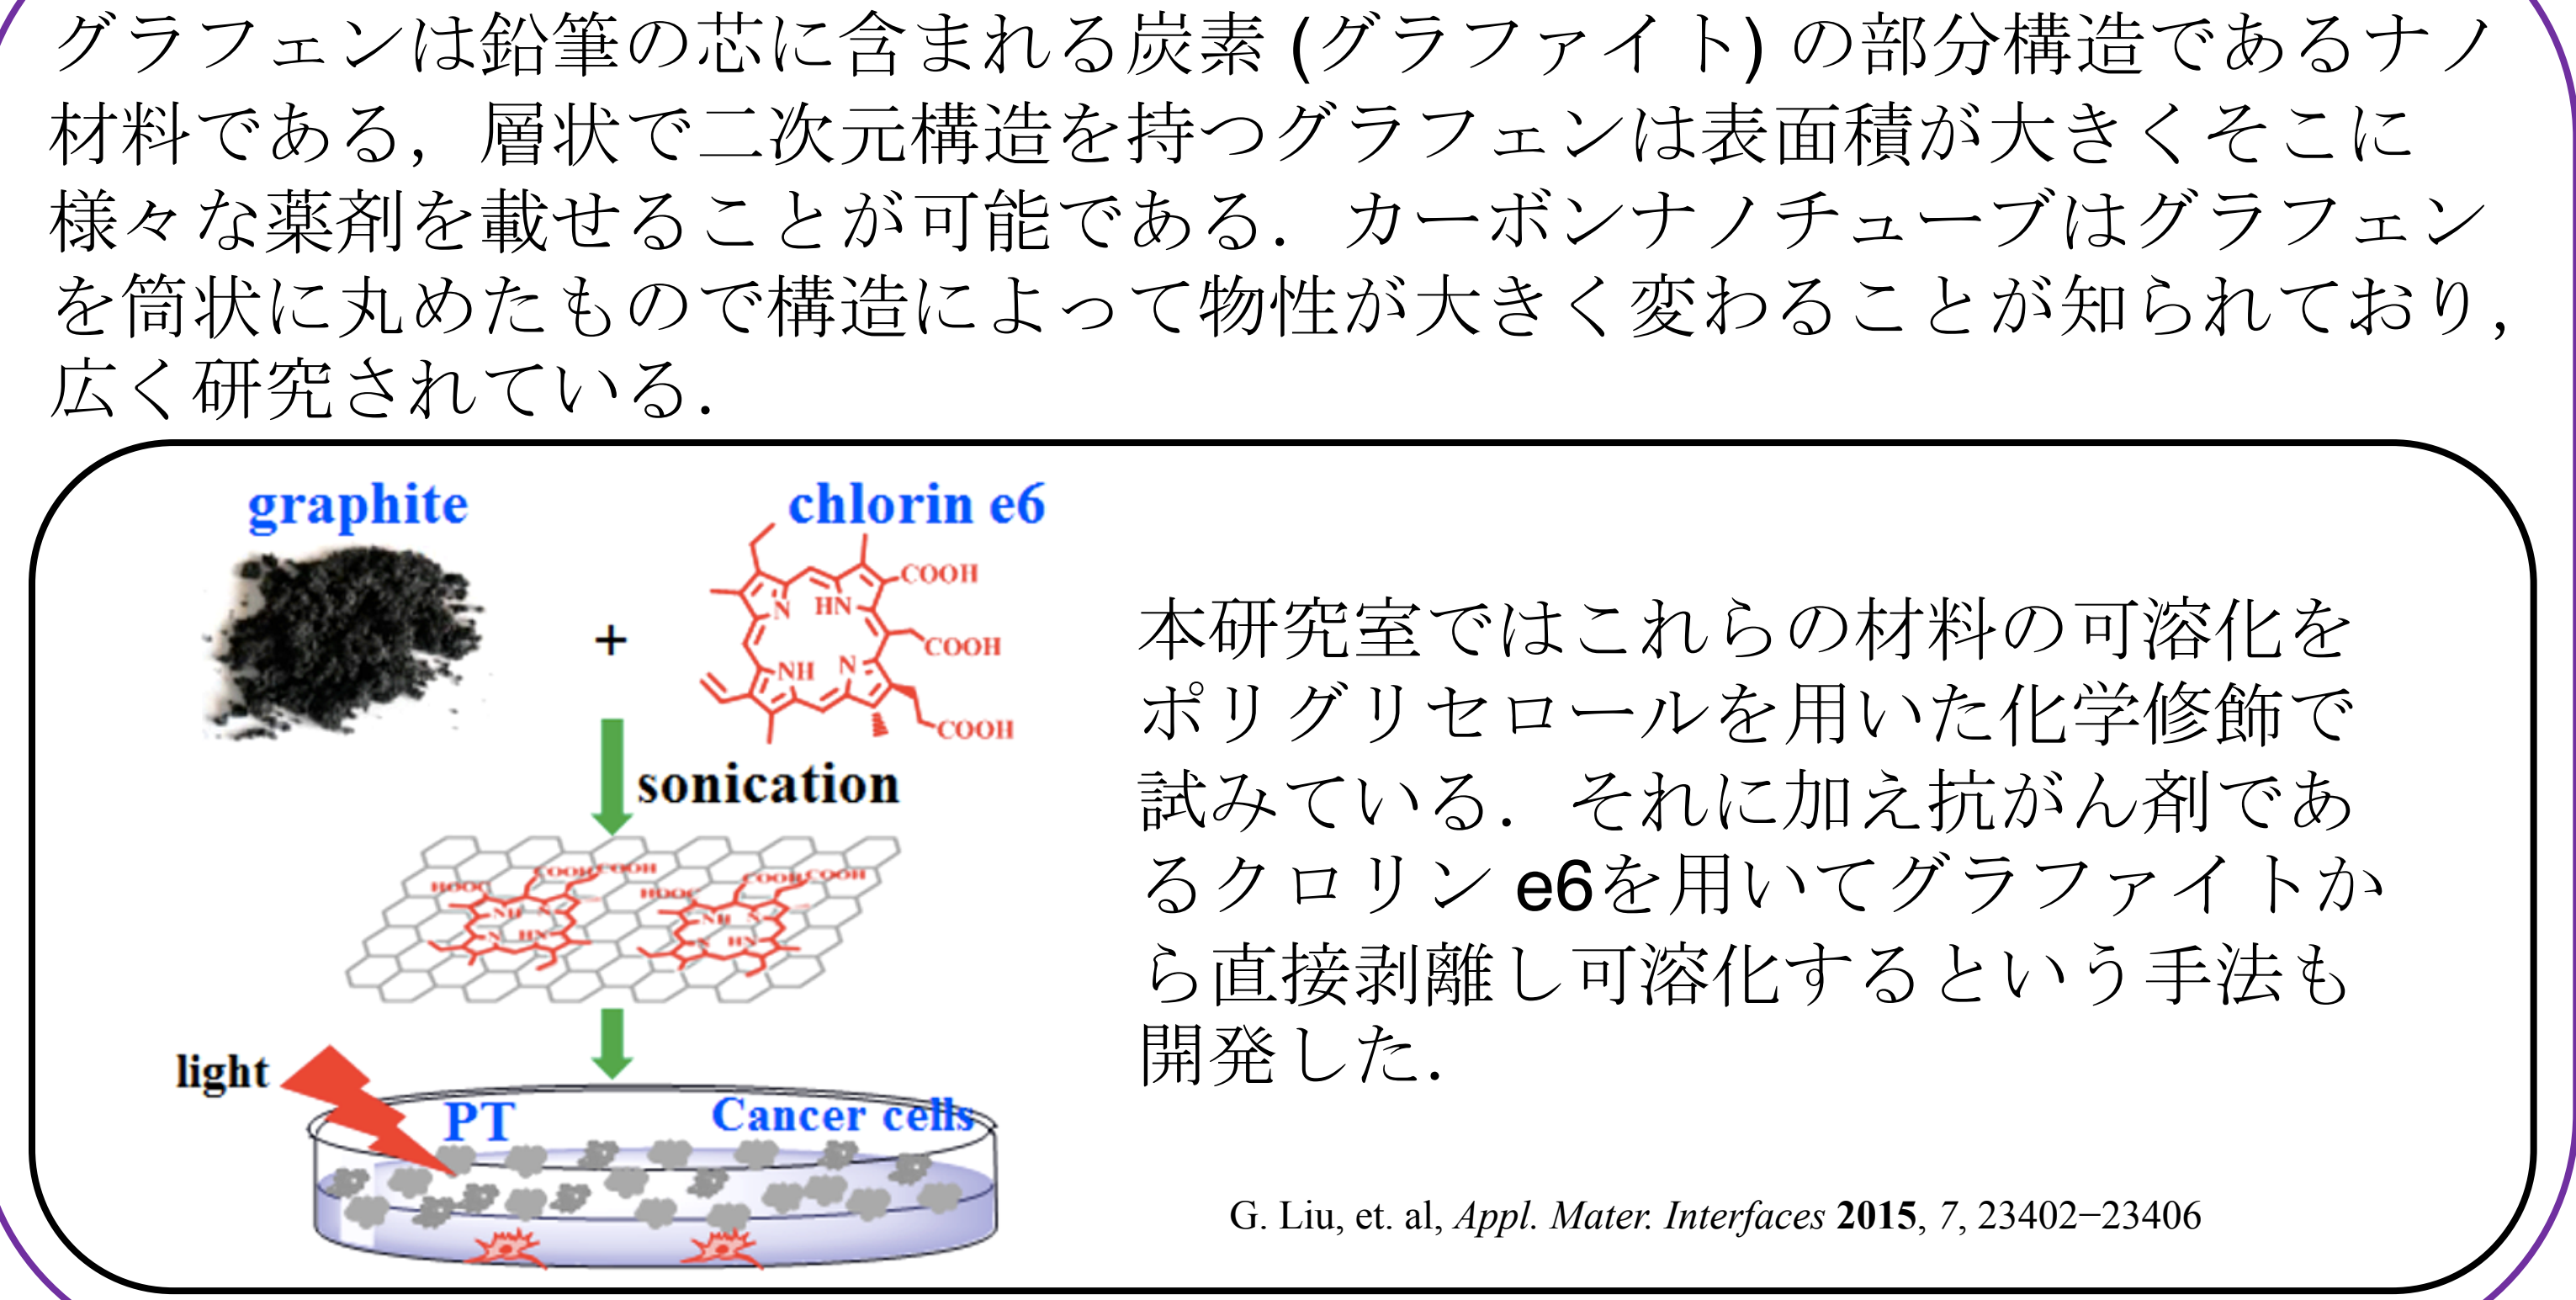 グラフェンは鉛筆の芯に含まれる炭素 (グラファイト) の部分構造であるナノ
材料である，層状で二次元構造を持つグラフェンは表面積が大きくそこに
様々な薬剤を載せることが可能である．カーボンナノチューブはグラフェン
を筒状に丸めたもので構造によって物性が大きく変わることが知られており，
広く研究されている．
graphite
chlorin e6
+
COOH
N
HN
COOH
NH
N
COOH
sonication
COOH
COOH
COOH
COOH
HOOC
HOOC
NH
N
NH
N
N
HN
N
HN
light
PT
Cancer cells
本研究室ではこれらの材料の可溶化を
ポリグリセロールを用いた化学修飾で
試みている．それに加え抗がん剤であ
るクロリン e6を用いてグラファイトか
ら直接剥離し可溶化するという手法も
開発した．
G. Liu, et. al, Appl. Mater. Interfaces 2015, 7, 23402−23406